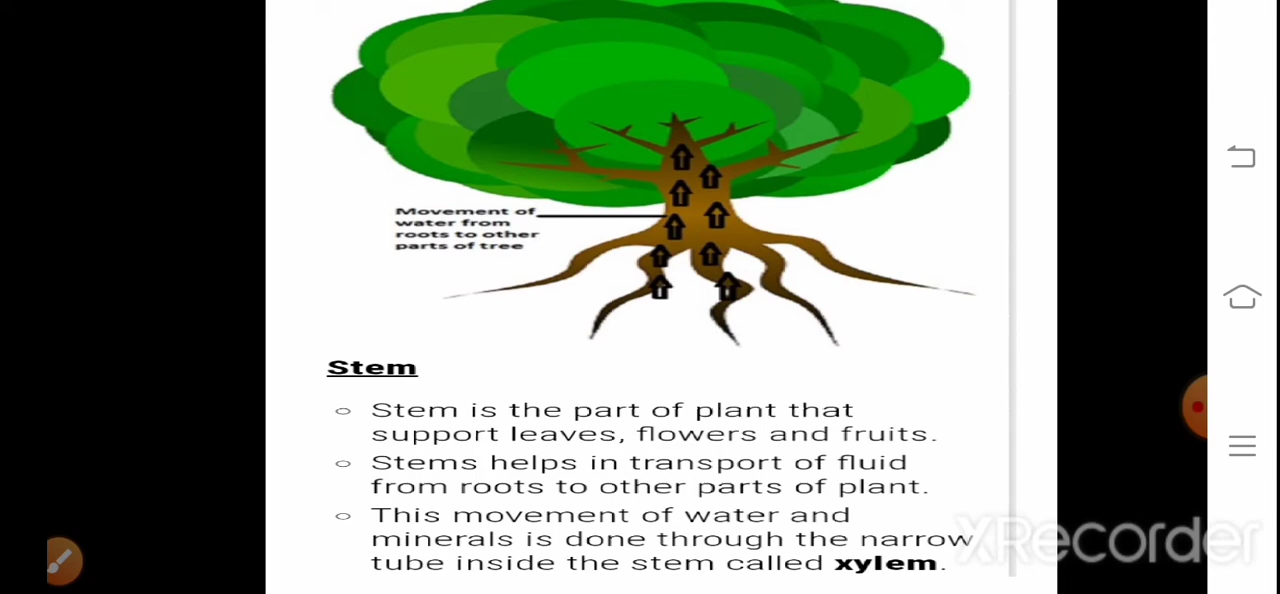 Movement of
water from
roots to other
parts of tree
Stem
Stem is the part of plant that
support leaves, flowers and fruits.
Stems helps in transport of fluid
from roots to other parts of plant.
This movement of water and
minerals is done through the narrow
tube inside the stem called xylem.
XRecorder